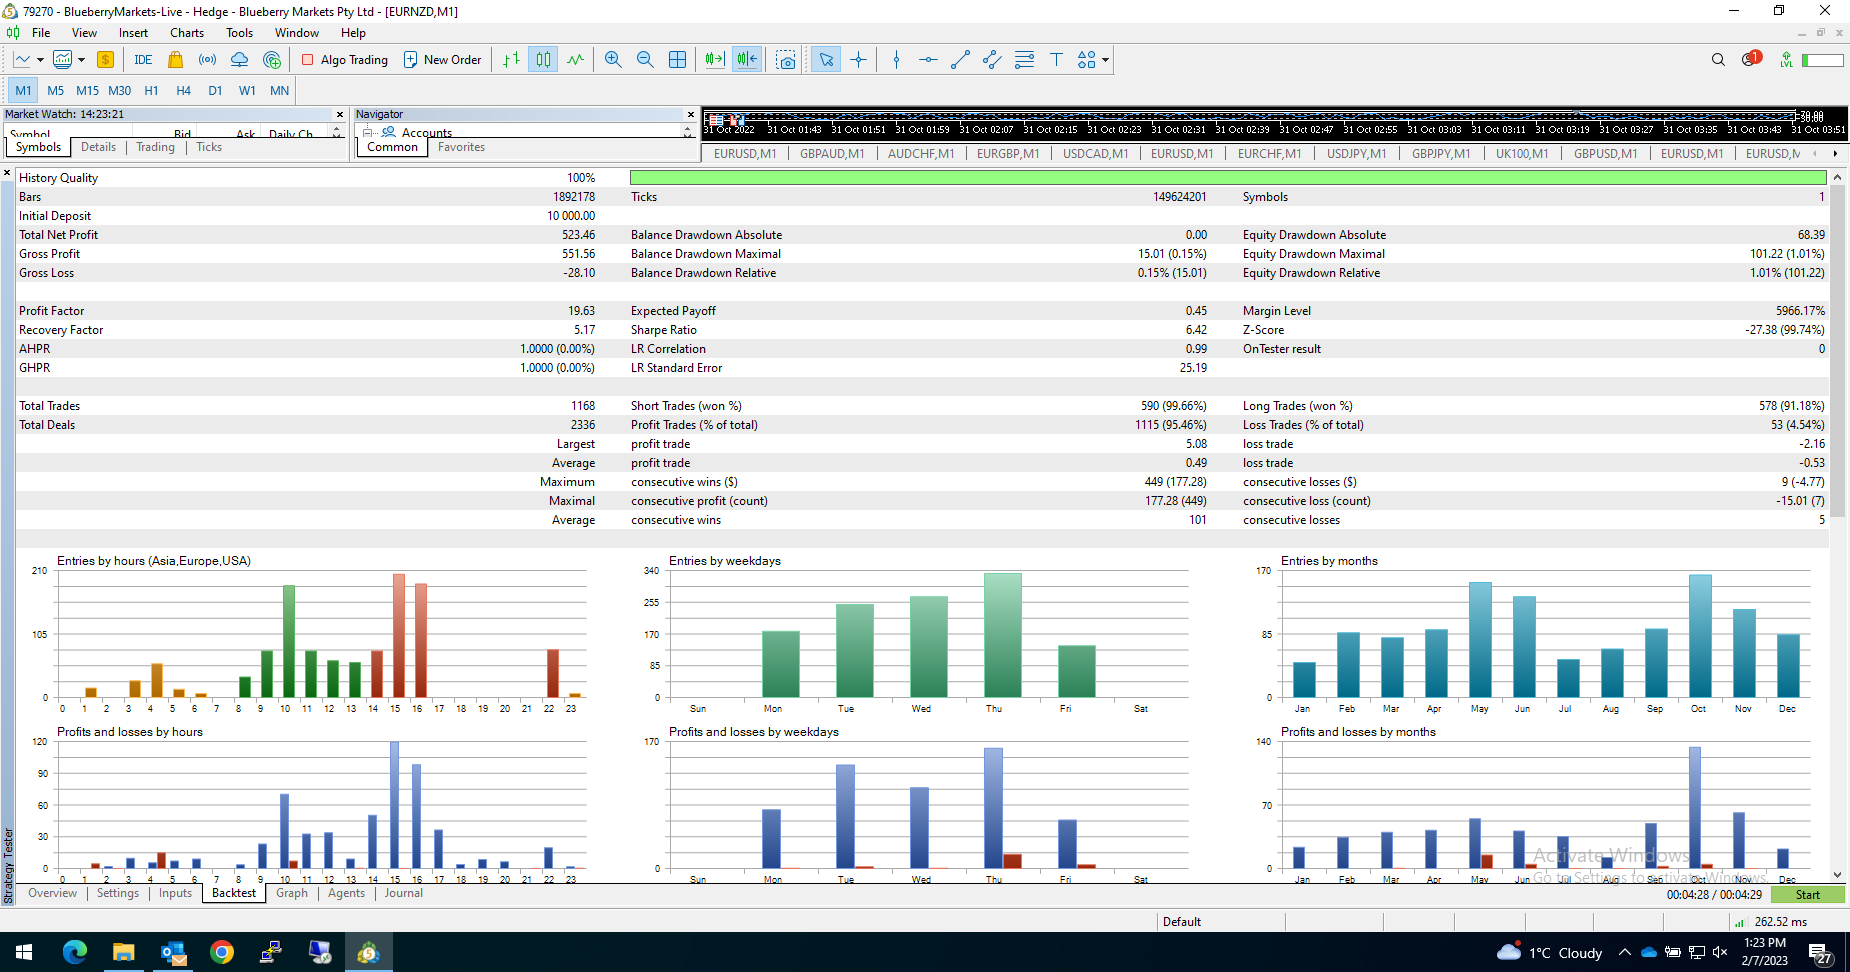 79270 - BlueberryMarkets-Live - Hedge - Blueberry Markets Pty Ltd - [EURNZD,M1]
File View Insert Charts Tools Window Help
IDE Algo Trading New Order 1 LVL
M1 M5 M15 M30 H1 H4 D1 W1 MN
Market Watch: 14:23:21
Symbol Bid Ask Daily Ch...
Symbols Details Trading Ticks
Navigator
Accounts
Common Favorites
31 Oct 2022 31 Oct 01:43 31 Oct 01:51 31 Oct 01:59 31 Oct 02:07 31 Oct 02:15 31 Oct 02:23 31 Oct 02:31 31 Oct 02:39 31 Oct 02:47 31 Oct 02:55 31 Oct 03:03 31 Oct 03:11 31 Oct 03:19 31 Oct 03:27 31 Oct 03:35 31 Oct 03:43 31 Oct 03:51
EURUSD,M1 GBPAUD,M1 AUDCHF,M1 EURGBP,M1 USDCAD,M1 EURUSD,M1 EURCHF,M1 USDJPY,M1 GBPJPY,M1 UK100,M1 GBPUSD,M1 EURUSD,M1 EURUSD,M
History Quality 100%
Bars 1892178 Ticks 149624201 Symbols 1
Initial Deposit 10 000.00
Total Net Profit 523.46 Balance Drawdown Absolute 0.00 Equity Drawdown Absolute 68.39
Gross Profit 551.56 Balance Drawdown Maximal 15.01 (0.15%) Equity Drawdown Maximal 101.22 (1.01%)
Gross Loss -28.10 Balance Drawdown Relative 0.15% (15.01) Equity Drawdown Relative 1.01% (101.22)
Profit Factor 19.63 Expected Payoff 0.45 Margin Level 5966.17%
Recovery Factor 5.17 Sharpe Ratio 6.42 Z-Score -27.38 (99.74%)
AHPR 1.0000 (0.00%) LR Correlation 0.99 OnTester result 0
GHPR 1.0000 (0.00%) LR Standard Error 25.19
Total Trades 1168 Short Trades (won %) 590 (99.66%) Long Trades (won %) 578 (91.18%)
Total Deals 2336 Profit Trades (% of total) 1115 (95.46%) Loss Trades (% of total) 53 (4.54%)
Largest profit trade 5.08 loss trade -2.16
Average profit trade 0.49 loss trade -0.53
Maximum consecutive wins ($) 449 (177.28) consecutive losses ($) 9 (-4.77)
Maximal consecutive profit (count) 177.28 (449) consecutive loss (count) -15.01 (7)
Average consecutive wins 101 consecutive losses 5
Entries by hours (Asia,Europe,USA)
210
105
0
0 1 2 3 4 5 6 7 8 9 10 11 12 13 14 15 16 17 18 19 20 21 22 23
Entries by weekdays
340
255
170
85
0
Sun Mon Tue Wed Thu Fri Sat
Entries by months
170
85
0
Jan Feb Mar Apr May Jun Jul Aug Sep Oct Nov Dec
Profits and losses by hours
120
90
60
30
0
0 1 2 3 4 5 6 7 8 9 10 11 12 13 14 15 16 17 18 19 20 21 22 23
Profits and losses by weekdays
170
0
Sun Mon Tue Wed Thu Fri Sat
Profits and losses by months
140
70
0
Jan Feb Mar Apr May Jun Jul Aug Sep Oct Nov Dec
Activate Windows
Go to Settings to activate Windows.
Strategy Tester
Overview Settings Inputs Backtest Graph Agents Journal
00:04:28 / 00:04:29 Start
Default 262.52 ms
1°C Cloudy
1:23 PM
2/7/2023
27